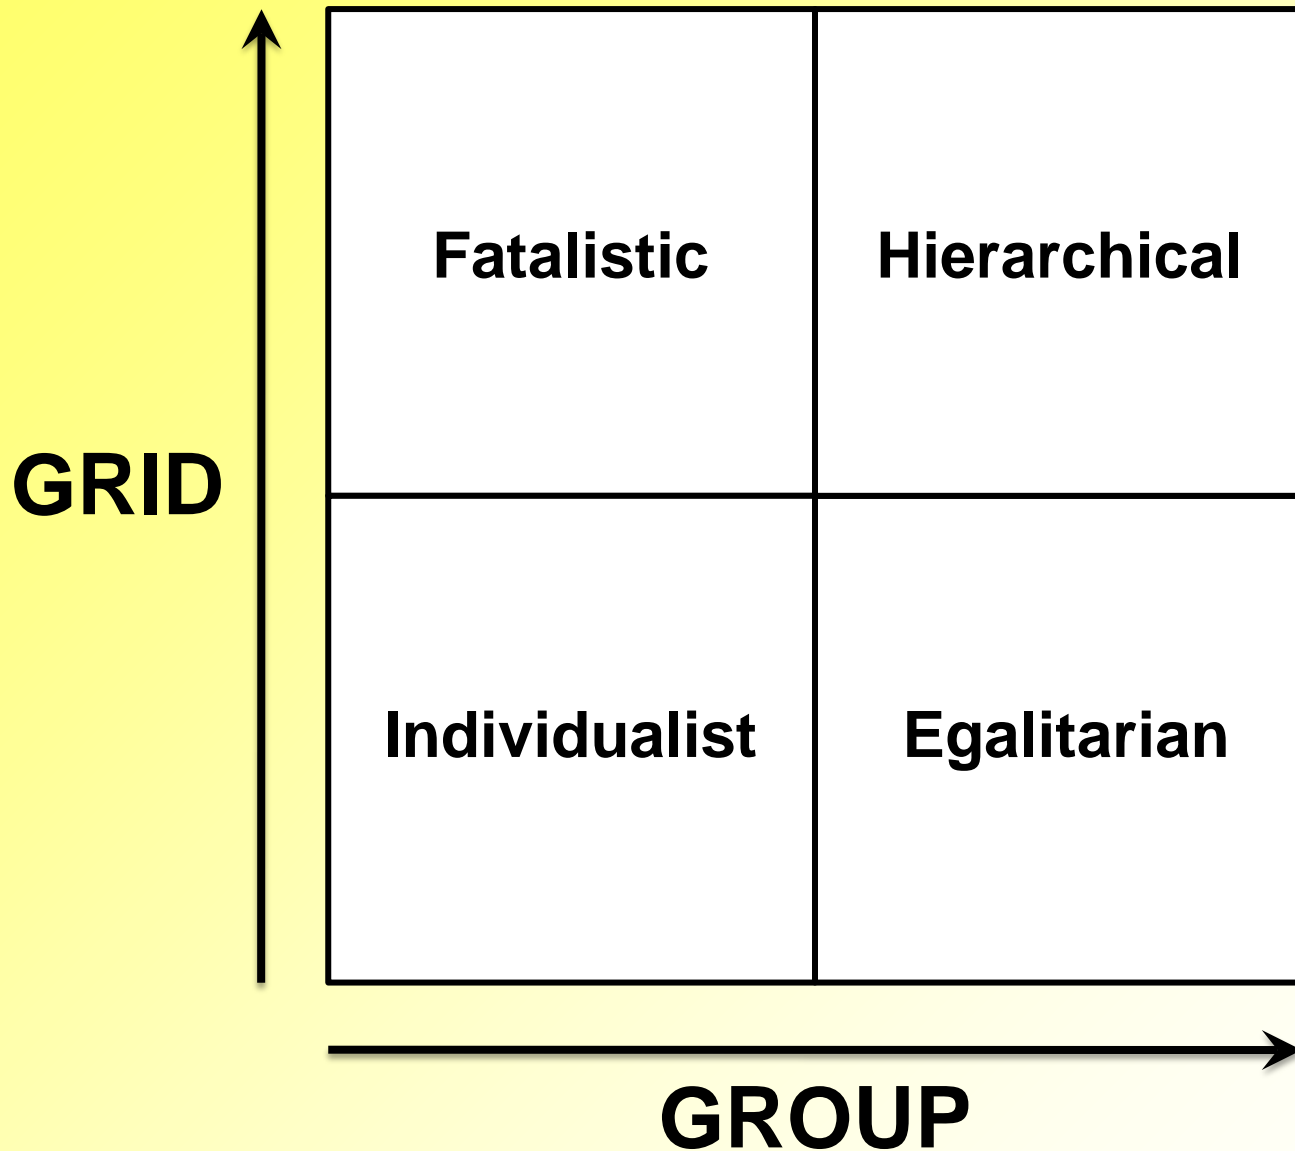 Fatalistic
Hierarchical
GRID
Individualist
Egalitarian
GROUP